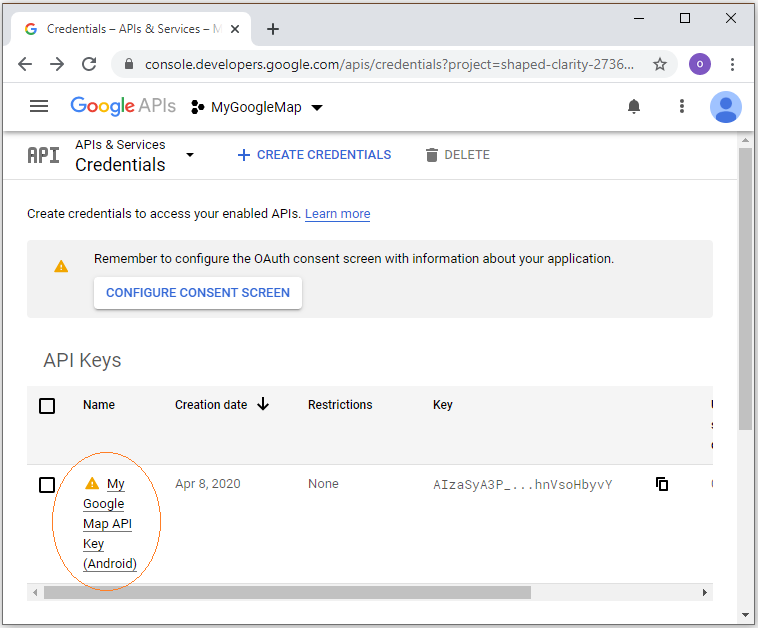 Credentials – APIs & Services – M
console.developers.google.com/apis/credentials?project=shaped-clarity-2736...
O
Google APIs MyGoogleMap
API
APIs & Services
Credentials
CREATE CREDENTIALS
DELETE
Create credentials to access your enabled APIs. Learn more
Remember to configure the OAuth consent screen with information about your application.
CONFIGURE CONSENT SCREEN
API Keys
Name Creation date Restrictions Key
My Apr 8, 2020 None AIzaSyA3P_...hnVsoHbyvY
Google
Map API
Key
(Android)